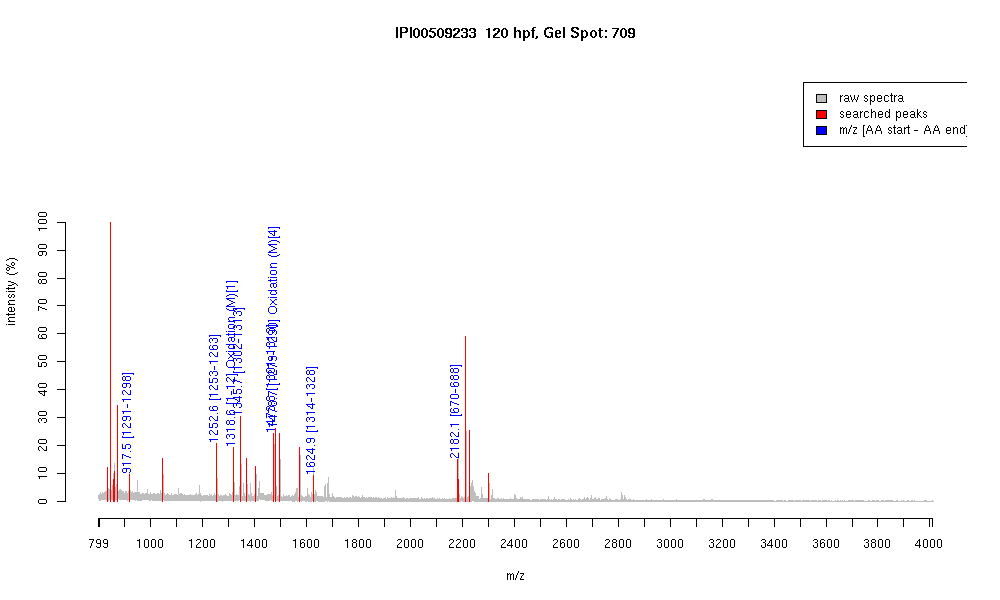 IPI00509233 120 hpf, Gel Spot: 709
raw spectra
searched peaks
m/z [AA start - AA end]
intensity (%)
100
90
80
70
60
50
40
30
20
10
0
917.5 [1291-1298]
1252.6 [1253-1263]
1318.6 [1-12] Oxidation (M)[1]
1345.7 [1302-1313]
Oxidation (M)[4]
1624.9 [1314-1328]
2182.1 [670-688]
799 1000 1200 1400 1600 1800 2000 2200 2400 2600 2800 3000 3200 3400 3600 3800 4000
m/z